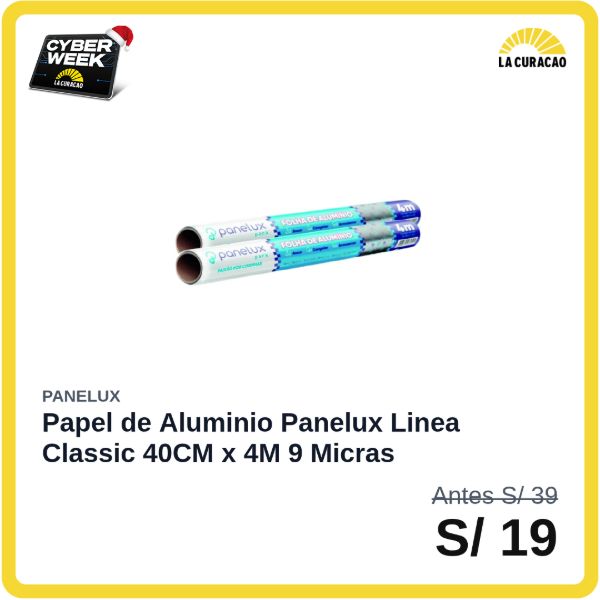 CYBER
WEEK
LA CURACAO
LA CURACAO
panelux
FOLHA DE ALUMÍNIO
4m
panelux
FOLHA DE ALUMÍNIO
4m
PANELUX
Papel de Aluminio Panelux Linea
Classic 40CM x 4M 9 Micras
Antes S/ 39
S/ 19